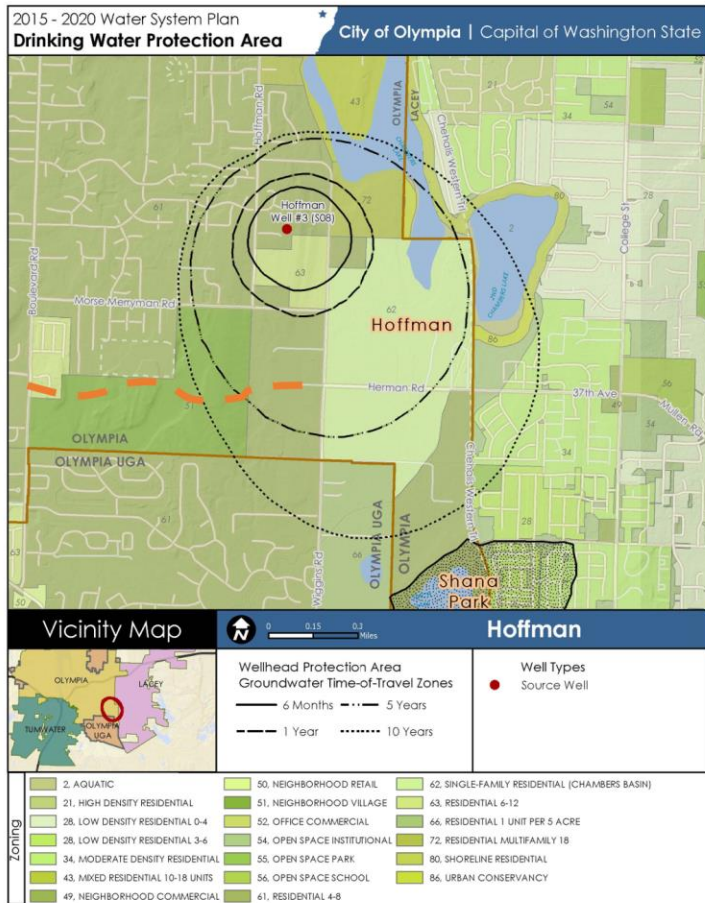 2015 - 2020 Water System Plan
Drinking Water Protection Area
City of Olympia | Capital of Washington State
Hoffman Rd
43
OLYMPIA
LACEY
Chehalis Western Trl
54
21
34
28
61
72
80
2
Hoffman
Well #3 (S08)
63
Boulevard Rd
College St
2ND
CHAMBERS LAKE
Morse Merryman Rd
62
Hoffman
86
Herman Rd
37th Ave
56
20
Mullen Rd
51
OLYMPIA
OLYMPIA UGA
34
61
63
66
OLYMPIA UGA
OLYMPIA
Chehalis Western Trl
21
28
Wiggins Rd
50
Shana
Park
Vicinity Map
N
0 0.15 0.3
Miles
Hoffman
OLYMPIA
LACEY
TUMWATER
OLYMPIA
UGA
Wellhead Protection Area
Groundwater Time-of-Travel Zones
6 Months
5 Years
1 Year
10 Years
Well Types
Source Well
Zoning
2, AQUATIC
21, HIGH DENSITY RESIDENTIAL
28, LOW DENSITY RESIDENTIAL 0-4
28, LOW DENSITY RESIDENTIAL 3-6
34, MODERATE DENSITY RESIDENTIAL
43, MIXED RESIDENTIAL 10-18 UNITS
49, NEIGHBORHOOD COMMERCIAL
50, NEIGHBORHOOD RETAIL
51, NEIGHBORHOOD VILLAGE
52, OFFICE COMMERCIAL
54, OPEN SPACE INSTITUTIONAL
55, OPEN SPACE PARK
56, OPEN SPACE SCHOOL
61, RESIDENTIAL 4-8
62, SINGLE-FAMILY RESIDENTIAL (CHAMBERS BASIN)
63, RESIDENTIAL 6-12
66, RESIDENTIAL 1 UNIT PER 5 ACRE
72, RESIDENTIAL MULTIFAMILY 18
80, SHORELINE RESIDENTIAL
86, URBAN CONSERVANCY